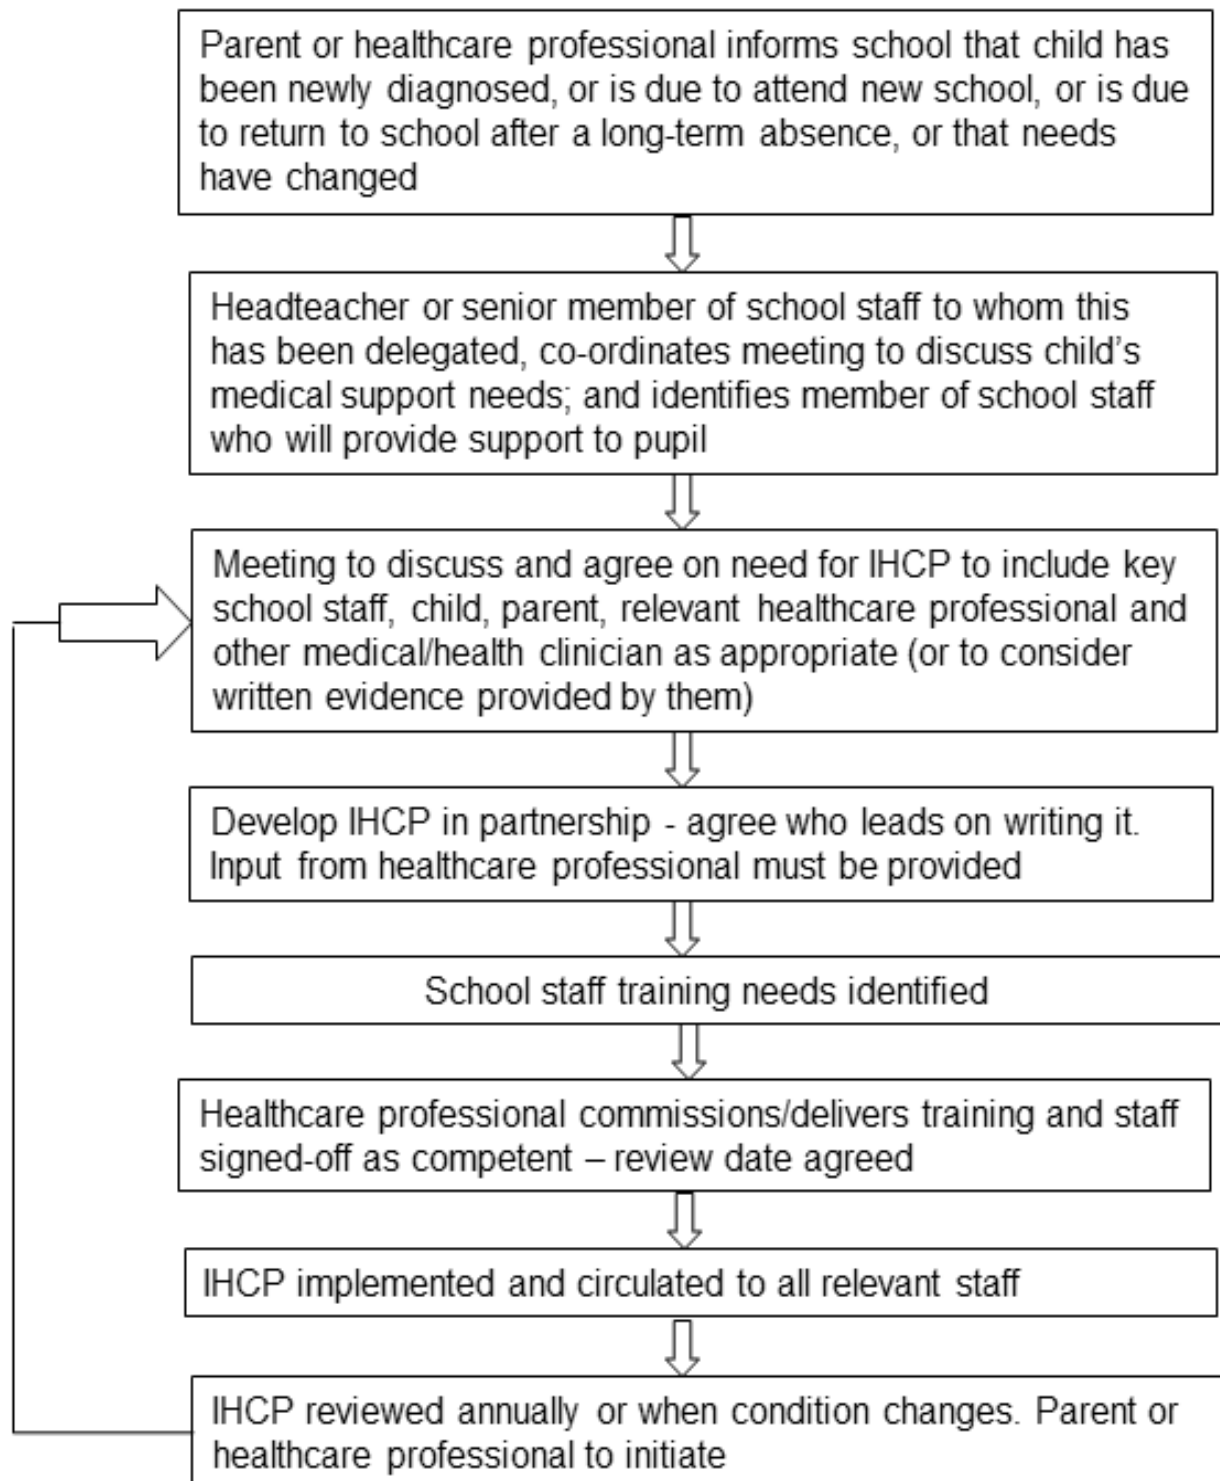 Parent or healthcare professional informs school that child has
been newly diagnosed, or is due to attend new school, or is due
to return to school after a long-term absence, or that needs
have changed
Headteacher or senior member of school staff to whom this
has been delegated, co-ordinates meeting to discuss child's
medical support needs; and identifies member of school staff
who will provide support to pupil
Meeting to discuss and agree on need for IHCP to include key
school staff, child, parent, relevant healthcare professional and
other medical/health clinician as appropriate (or to consider
written evidence provided by them)
Develop IHCP in partnership - agree who leads on writing it.
Input from healthcare professional must be provided
School staff training needs identified
Healthcare professional commissions/delivers training and staff
signed-off as competent – review date agreed
IHCP implemented and circulated to all relevant staff
IHCP reviewed annually or when condition changes. Parent or
healthcare professional to initiate